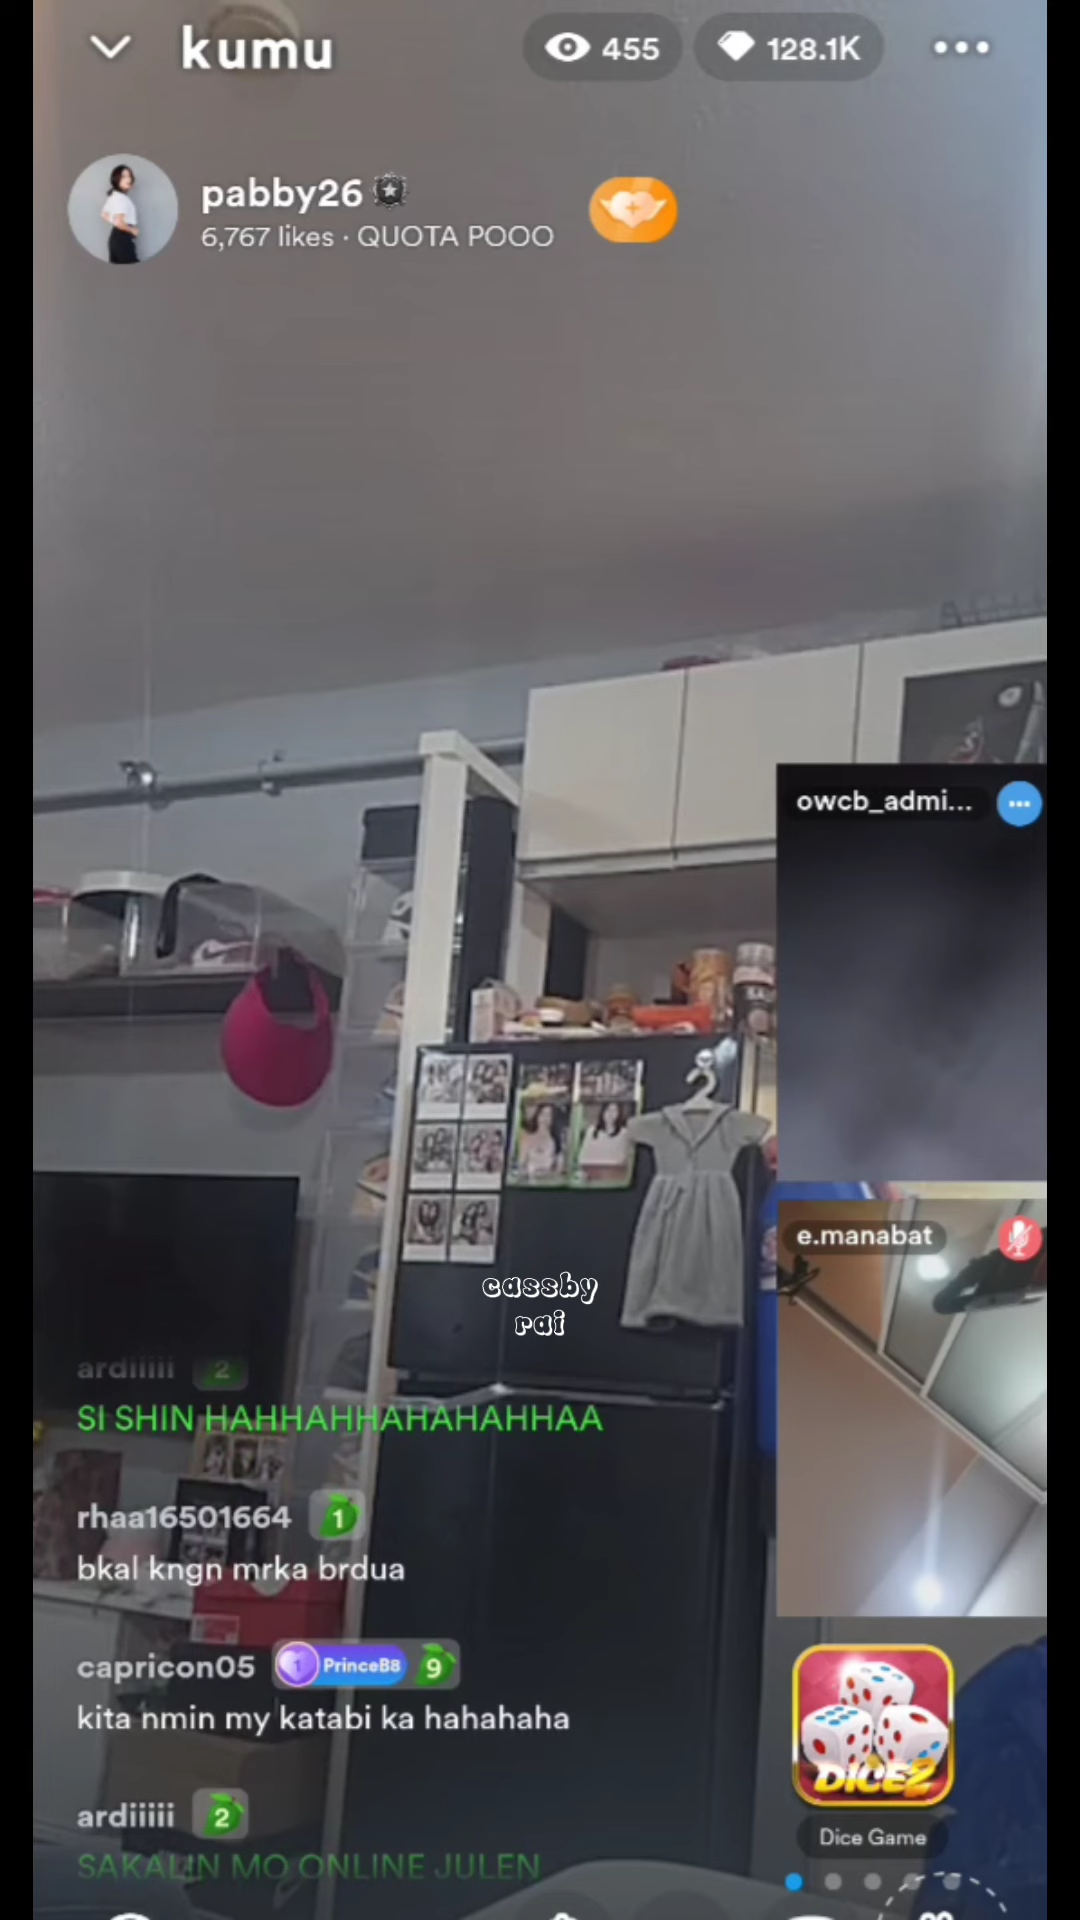 kumu
455
128.1K
pabby26
6,767 likes · QUOTA POOO
owcb_admi...
e.manabat
cassby
rai
ardiiiii 2
SI SHIN HAHHAHHAHAHAHHAA
rhaa16501664 1
bkal kngn mrka brdua
capricon05 1 PrinceB8 9
kita nmin my katabi ka hahahaha
ardiiiii 2
SAKALIN MO ONLINE JULEN
DICE2
Dice Game